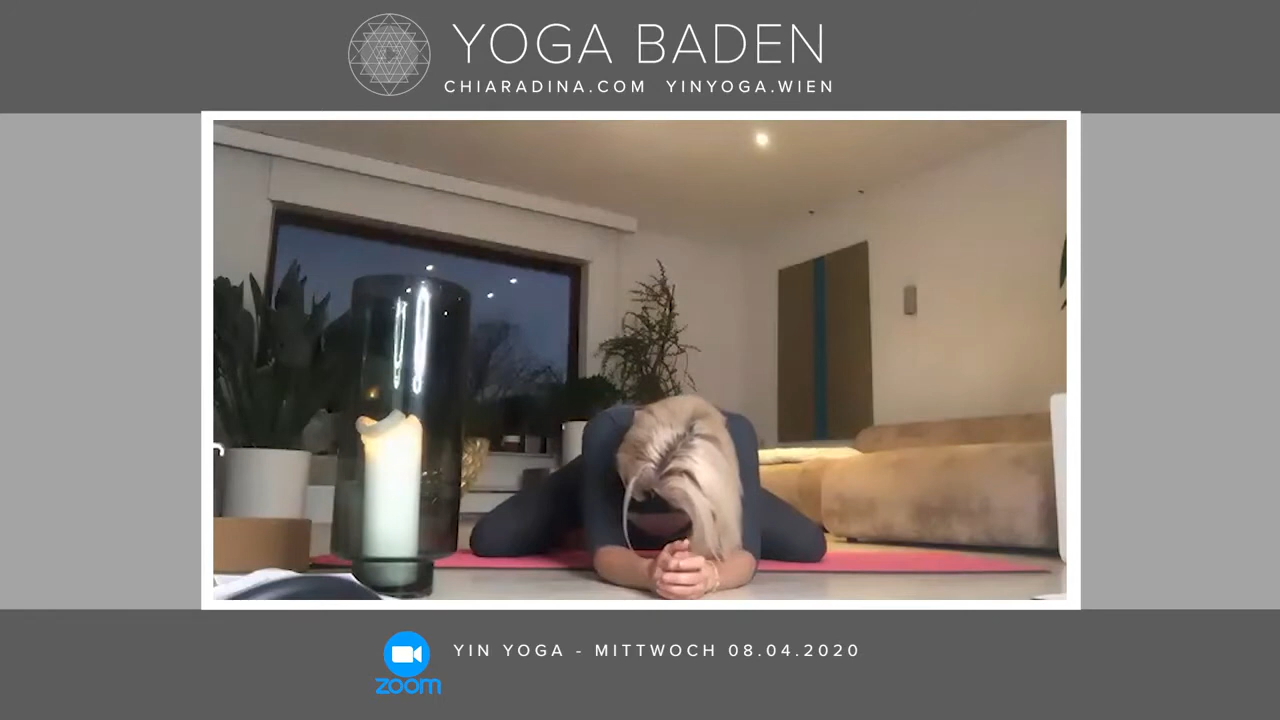 YOGA BADEN
CHIARADINA.COM YINYOGA.WIEN
YIN YOGA - MITTWOCH 08.04.2020
zoom